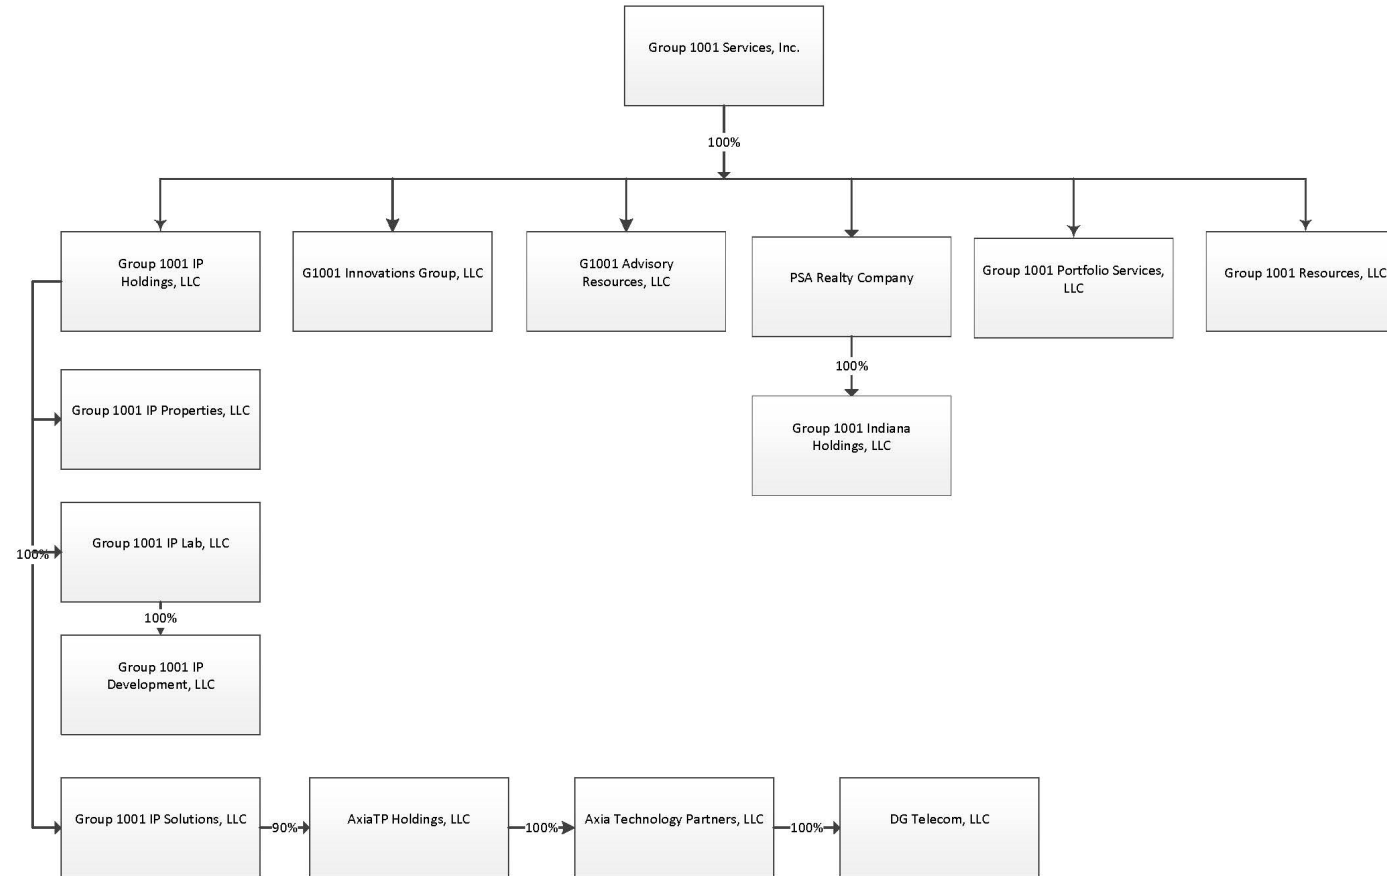 Group 1001 Services, Inc.
100%
Group 1001 IP
Holdings, LLC
G1001 Innovations Group, LLC
G1001 Advisory
Resources, LLC
PSA Realty Company
Group 1001 Portfolio Services,
LLC
Group 1001 Resources, LLC
100%
Group 1001 IP Properties, LLC
Group 1001 Indiana
Holdings, LLC
Group 1001 IP Lab, LLC
100%
100%
Group 1001 IP
Development, LLC
Group 1001 IP Solutions, LLC
90%
AxiaTP Holdings, LLC
100%
Axia Technology Partners, LLC
100%
DG Telecom, LLC